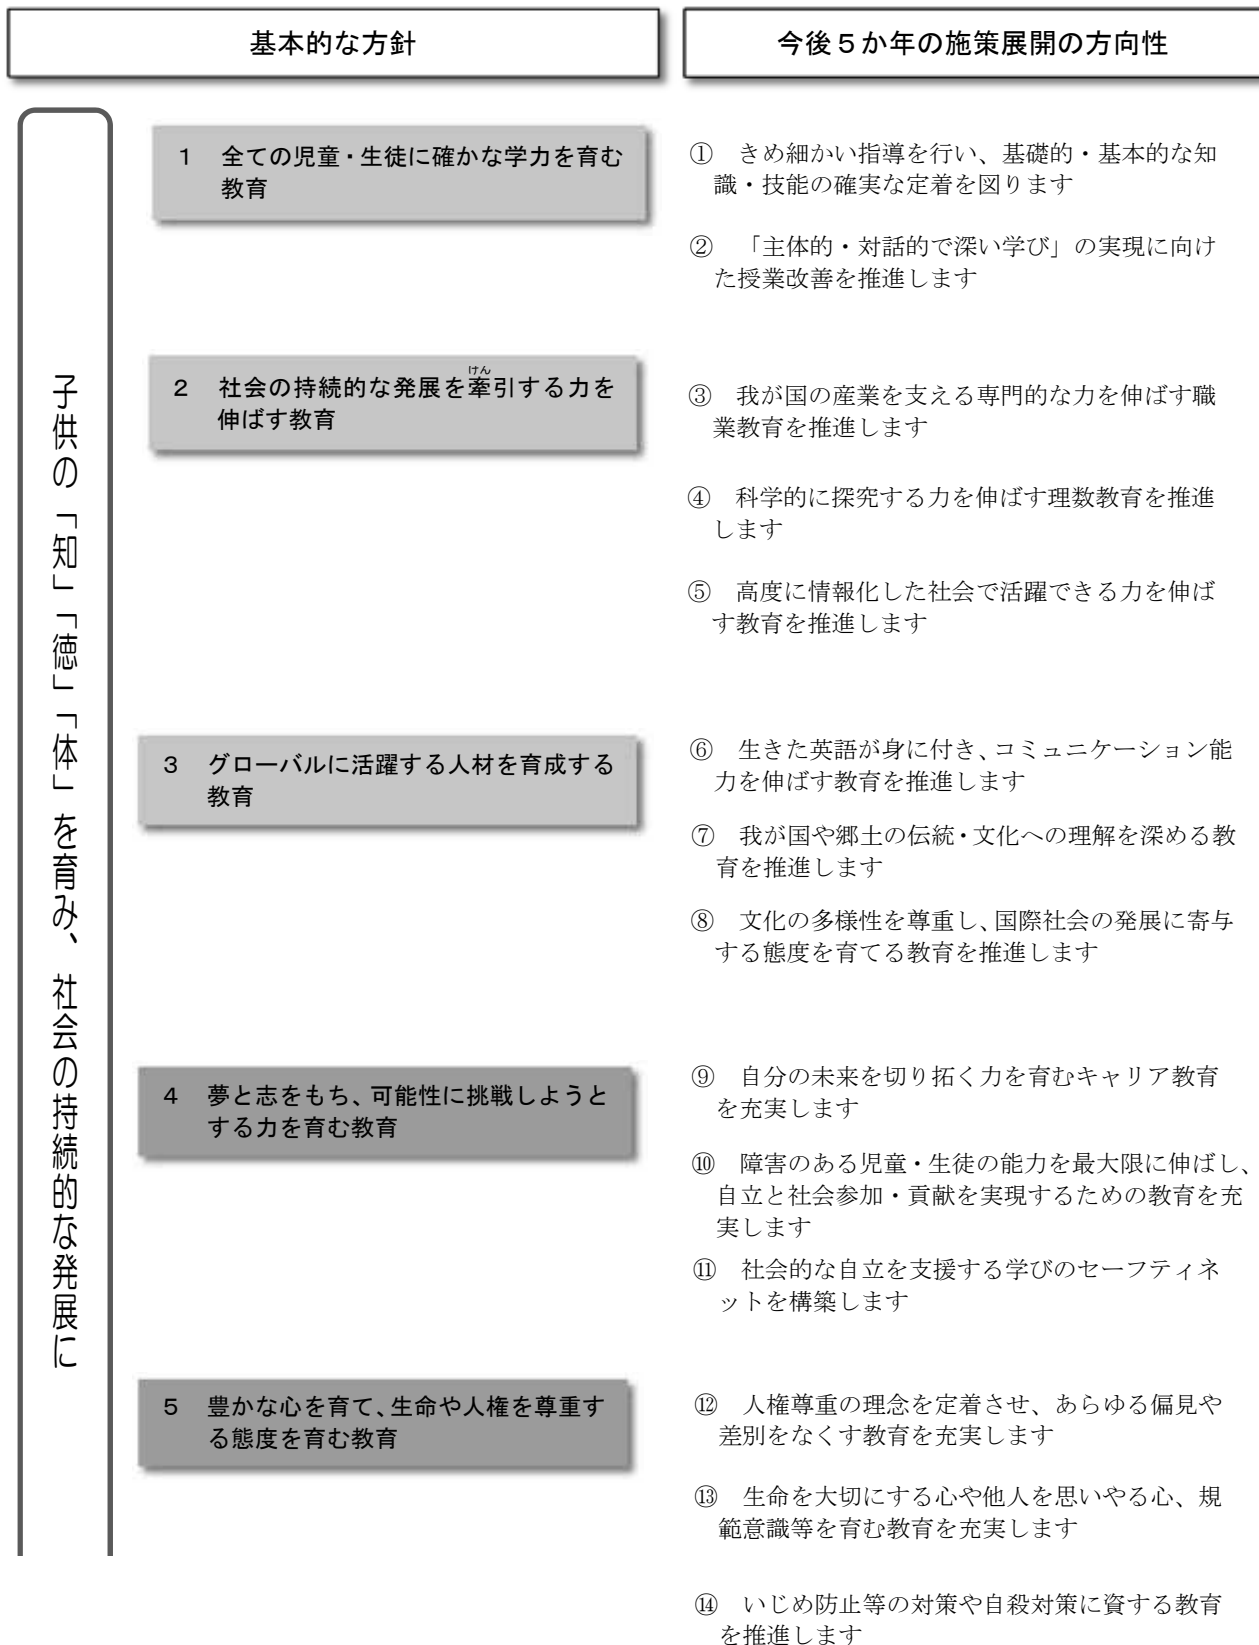 基本的な方針
今後５か年の施策展開の方向性
子供の「知」「徳」「体」を育み、社会の持続的な発展に
１　全ての児童・生徒に確かな学力を育む
教育
①　きめ細かい指導を行い、基礎的・基本的な知
識・技能の確実な定着を図ります
②　「主体的・対話的で深い学び」の実現に向け
た授業改善を推進します
けん
２　社会の持続的な発展を牽引する力を
伸ばす教育
③　我が国の産業を支える専門的な力を伸ばす職
業教育を推進します
④　科学的に探究する力を伸ばす理数教育を推進
します
⑤　高度に情報化した社会で活躍できる力を伸ば
す教育を推進します
３　グローバルに活躍する人材を育成する
教育
⑥　生きた英語が身に付き、コミュニケーション能
力を伸ばす教育を推進します
⑦　我が国や郷土の伝統・文化への理解を深める教
育を推進します
⑧　文化の多様性を尊重し、国際社会の発展に寄与
する態度を育てる教育を推進します
４　夢と志をもち、可能性に挑戦しようと
する力を育む教育
⑨　自分の未来を切り拓く力を育むキャリア教育
を充実します
⑩　障害のある児童・生徒の能力を最大限に伸ばし、
自立と社会参加・貢献を実現するための教育を充
実します
⑪　社会的な自立を支援する学びのセーフティネ
ットを構築します
５　豊かな心を育て、生命や人権を尊重す
る態度を育む教育
⑫　人権尊重の理念を定着させ、あらゆる偏見や
差別をなくす教育を充実します
⑬　生命を大切にする心や他人を思いやる心、規
範意識等を育む教育を充実します
⑭　いじめ防止等の対策や自殺対策に資する教育
を推進します